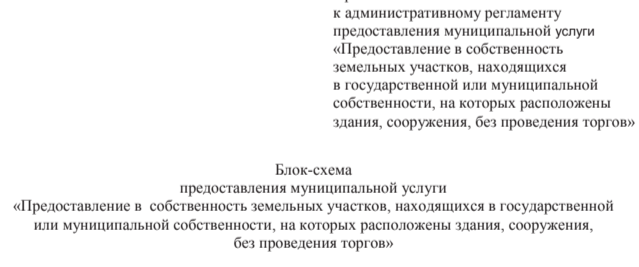 к административному регламенту
предоставления муниципальной услуги
«Предоставление в собственность
земельных участков, находящихся
в государственной или муниципальной
собственности, на которых расположены
здания, сооружения, без проведения торгов»
Блок-схема
предоставления муниципальной услуги
«Предоставление в собственность земельных участков, находящихся в государственной
или муниципальной собственности, на которых расположены здания, сооружения,
без проведения торгов»